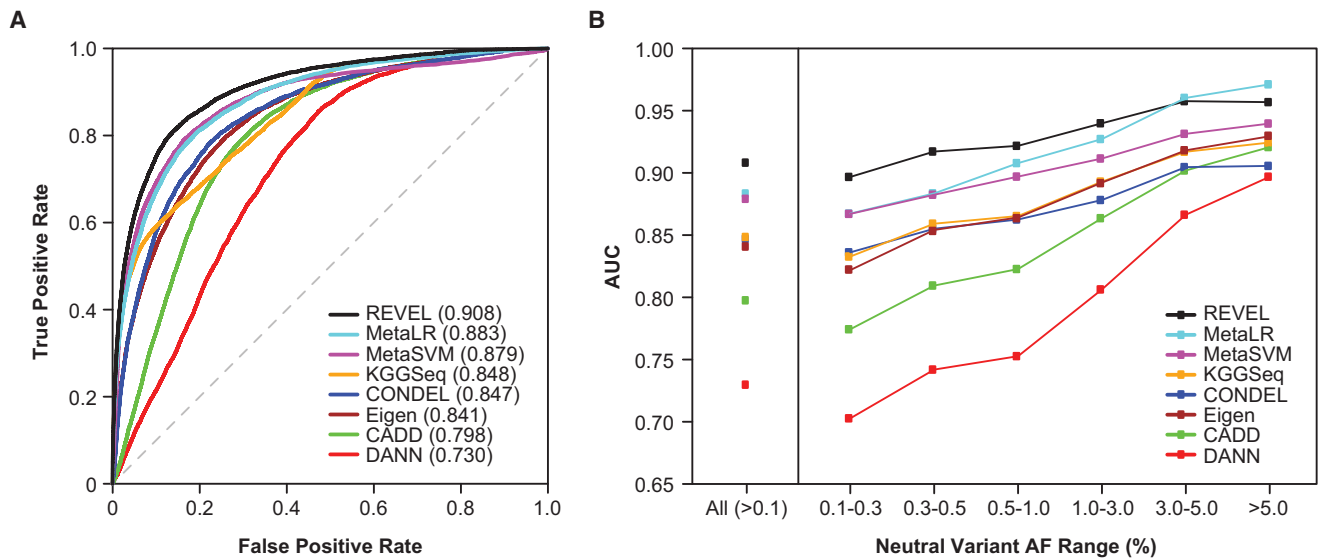 A
True Positive Rate
1.0
0.8
0.6
0.4
0.2
0
0
0.2
0.4
0.6
0.8
1.0
False Positive Rate
REVEL (0.908)
MetaLR (0.883)
MetaSVM (0.879)
KGGSeq (0.848)
CONDEL (0.847)
Eigen (0.841)
CADD (0.798)
DANN (0.730)
B
AUC
1.00
0.95
0.90
0.85
0.80
0.75
0.70
0.65
All (>0.1)
0.1-0.3
0.3-0.5
0.5-1.0
1.0-3.0
3.0-5.0
>5.0
Neutral Variant AF Range (%)
REVEL
MetaLR
MetaSVM
KGGSeq
CONDEL
Eigen
CADD
DANN